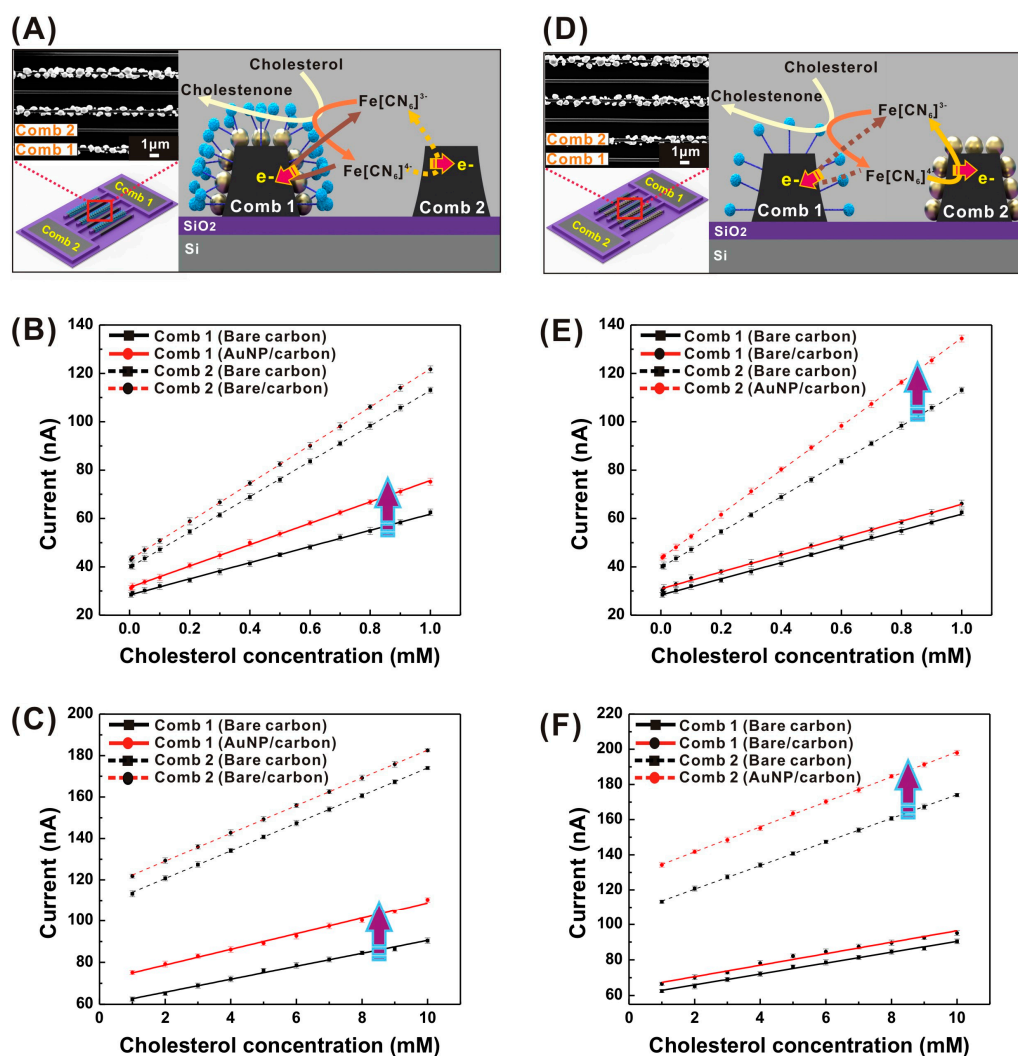 (A)
Comb 2
Comb 1
1μm
Comb 1
Comb 2
Cholesterol
Cholestenone
Fe[CN₆]³⁻
Fe[CN₆]⁴⁻
e-
e-
Comb 1
Comb 2
SiO₂
Si
(D)
Comb 2
Comb 1
1μm
Comb 1
Comb 2
Cholesterol
Cholestenone
Fe[CN₆]³⁻
Fe[CN₆]⁴⁻
e-
e-
Comb 1
Comb 2
SiO₂
Si
(B)
140
120
100
80
60
40
20
Current (nA)
Comb 1 (Bare carbon)
Comb 1 (AuNP/carbon)
Comb 2 (Bare carbon)
Comb 2 (Bare/carbon)
0.0 0.2 0.4 0.6 0.8 1.0
Cholesterol concentration (mM)
(E)
140
120
100
80
60
40
20
Current (nA)
Comb 1 (Bare carbon)
Comb 1 (Bare/carbon)
Comb 2 (Bare carbon)
Comb 2 (AuNP/carbon)
0.0 0.2 0.4 0.6 0.8 1.0
Cholesterol concentration (mM)
(C)
200
180
160
140
120
100
80
60
Current (nA)
Comb 1 (Bare carbon)
Comb 1 (AuNP/carbon)
Comb 2 (Bare carbon)
Comb 2 (Bare/carbon)
0 2 4 6 8 10
Cholesterol concentration (mM)
(F)
220
200
180
160
140
120
100
80
60
Current (nA)
Comb 1 (Bare carbon)
Comb 1 (Bare/carbon)
Comb 2 (Bare carbon)
Comb 2 (AuNP/carbon)
0 2 4 6 8 10
Cholesterol concentration (mM)